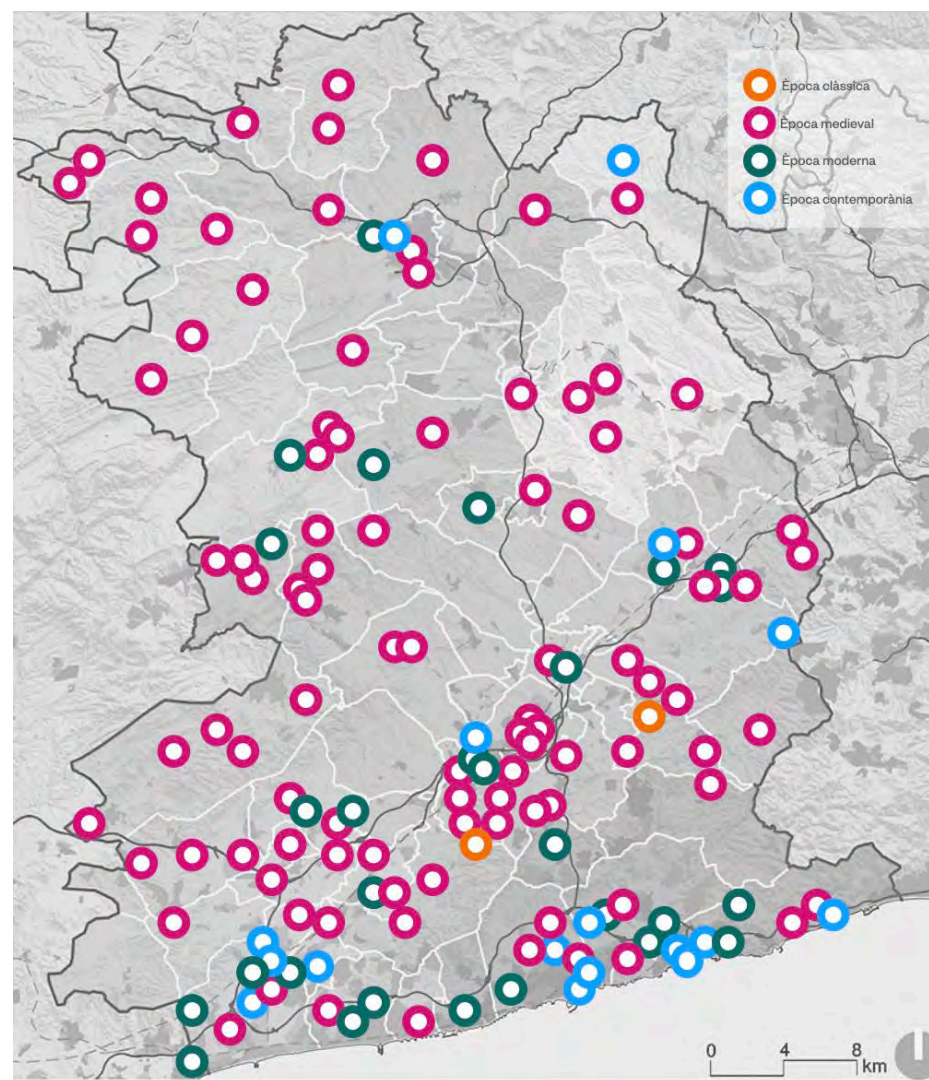 Època clàssica
Època medieval
Època moderna
Època contemporània
0 4 8
km